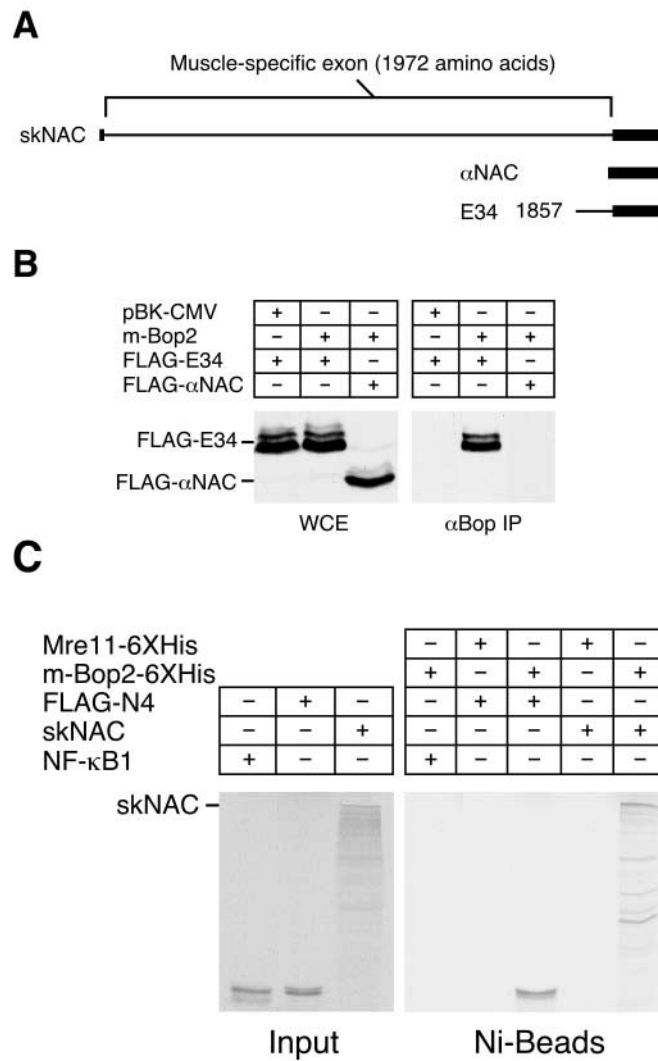 A
Muscle-specific exon (1972 amino acids)
skNAC
αNAC
E34 1857
B
pBK-CMV + − − + − −
m-Bop2 − + + − + +
FLAG-E34 + + − + + −
FLAG-αNAC − − + − − +
FLAG-E34
FLAG-αNAC
WCE αBop IP
C
Mre11-6XHis − + − + −
m-Bop2-6XHis + − + − +
FLAG-N4 − + − − + + − −
skNAC − − + − − − + +
NF-κB1 + − − + − − − −
skNAC
Input Ni-Beads